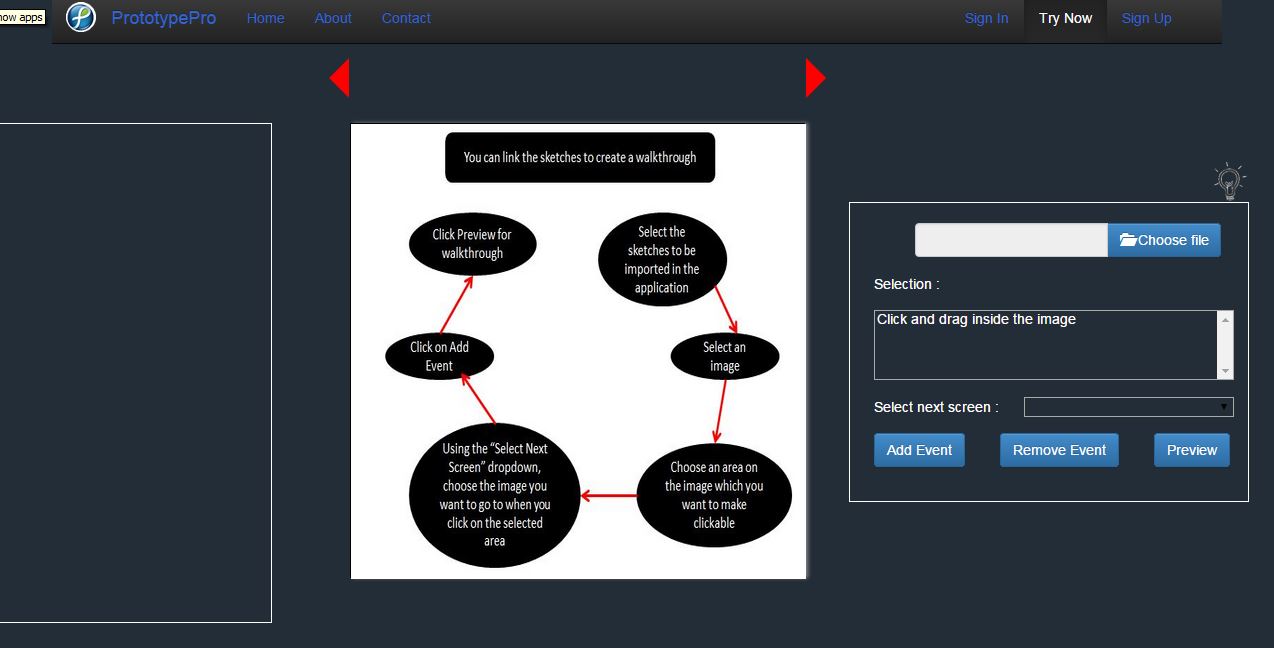 now apps
PrototypePro Home About Contact Sign In Try Now Sign Up
You can link the sketches to create a walkthrough
Click Preview for
walkthrough
Select the
sketches to be
imported in the
application
Click on Add
Event
Select an
image
Using the “Select Next
Screen” dropdown,
choose the image you
want to go to when you
click on the selected
area
Choose an area on
the image which you
want to make
clickable
Choose file
Selection :
Click and drag inside the image
Select next screen :
Add Event Remove Event Preview